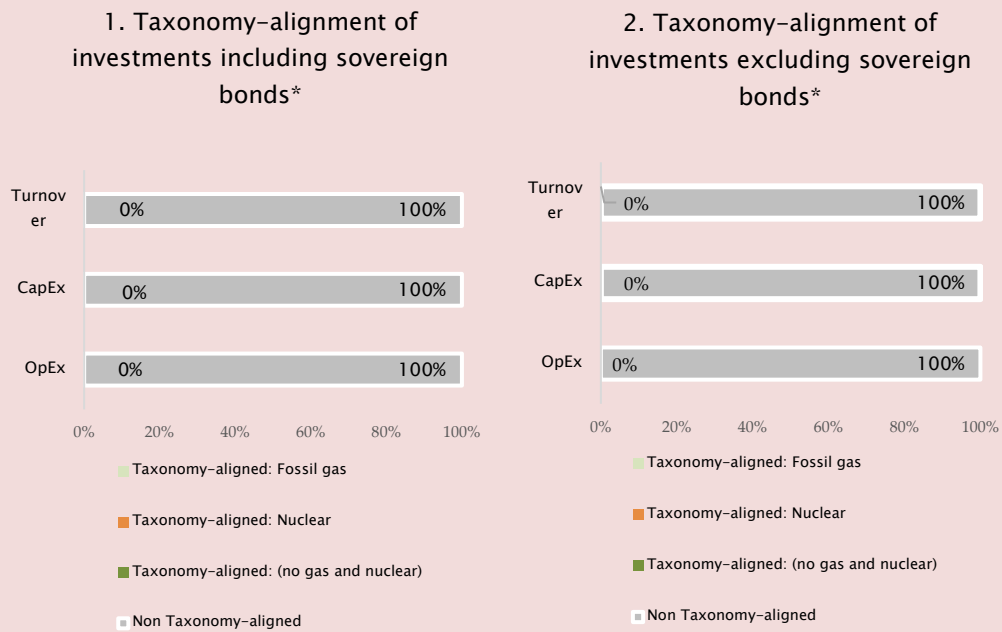 1. Taxonomy-alignment of
investments including sovereign
bonds*
Turnov
er
0%
100%
CapEx
0%
100%
OpEx
0%
100%
0%
20%
40%
60%
80%
100%
Taxonomy-aligned: Fossil gas
Taxonomy-aligned: Nuclear
Taxonomy-aligned: (no gas and nuclear)
Non Taxonomy-aligned
2. Taxonomy-alignment of
investments excluding sovereign
bonds*
Turnov
er
0%
100%
CapEx
0%
100%
OpEx
0%
100%
0%
20%
40%
60%
80%
100%
Taxonomy-aligned: Fossil gas
Taxonomy-aligned: Nuclear
Taxonomy-aligned: (no gas and nuclear)
Non Taxonomy-aligned